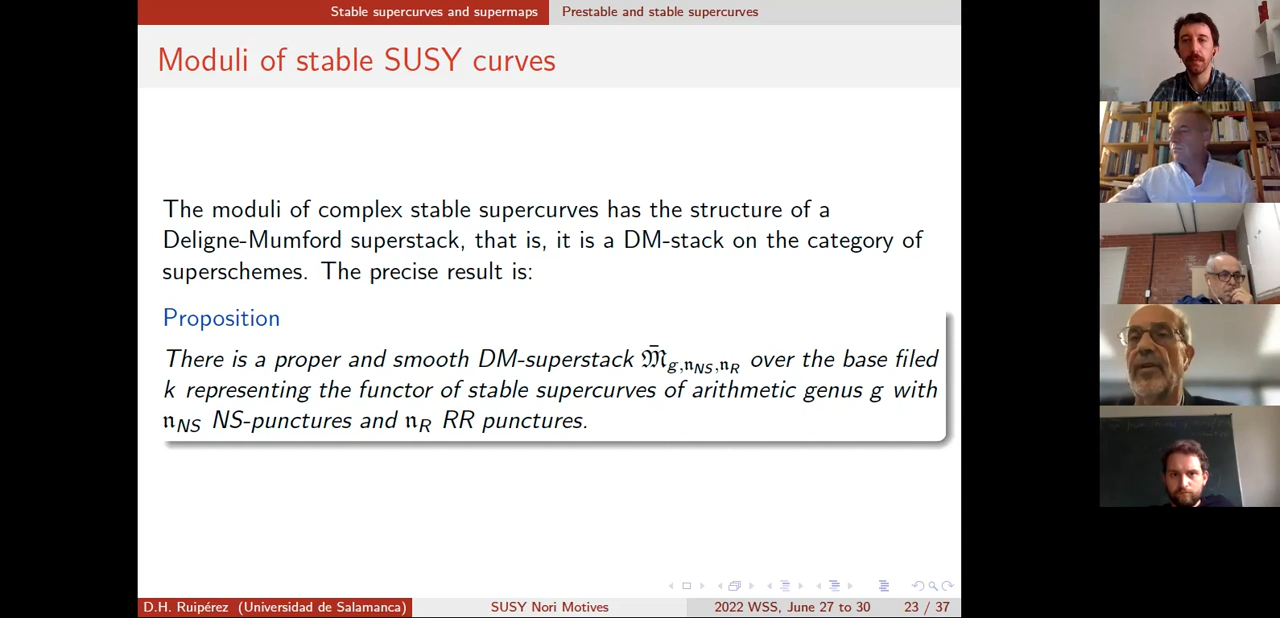 Stable supercurves and supermaps Prestable and stable supercurves
Moduli of stable SUSY curves
The moduli of complex stable supercurves has the structure of a
Deligne-Mumford superstack, that is, it is a DM-stack on the category of
superschemes. The precise result is:
Proposition
There is a proper and smooth DM-superstack 𝔐̄_{g,𝔫_{NS},𝔫_R} over the base filed
k representing the functor of stable supercurves of arithmetic genus g with
𝔫_{NS} NS-punctures and 𝔫_R RR punctures.
D.H. Ruipérez (Universidad de Salamanca) SUSY Nori Motives 2022 WSS, June 27 to 30 23 / 37